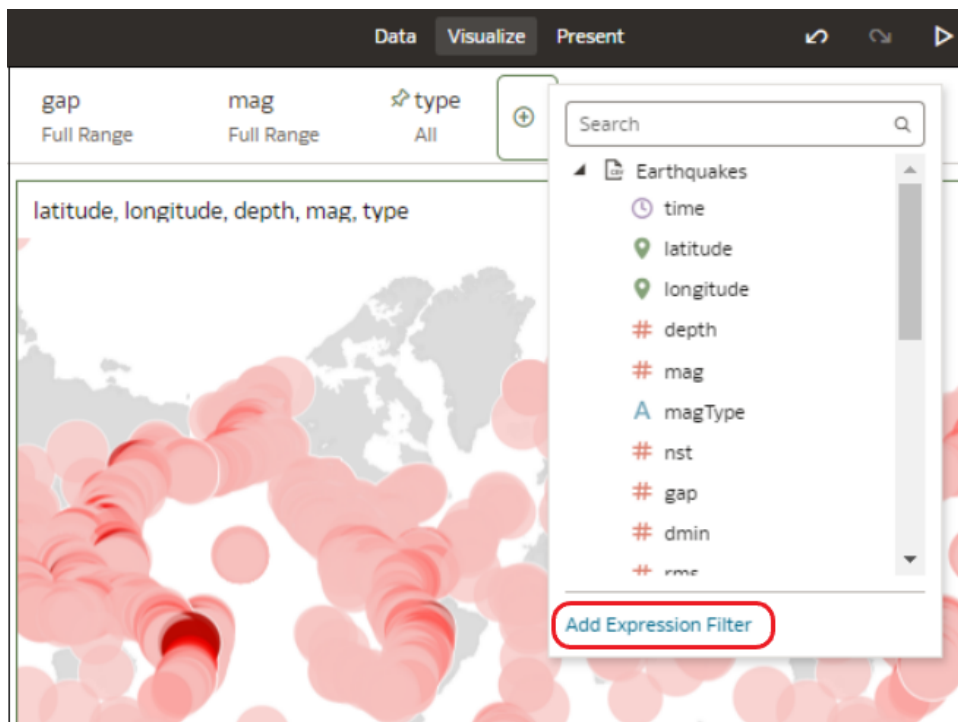 Data Visualize Present
gap mag type
Full Range Full Range All
Search
Earthquakes
latitude, longitude, depth, mag, type
time
latitude
longitude
depth
mag
magType
nst
gap
dmin
rms
Add Expression Filter